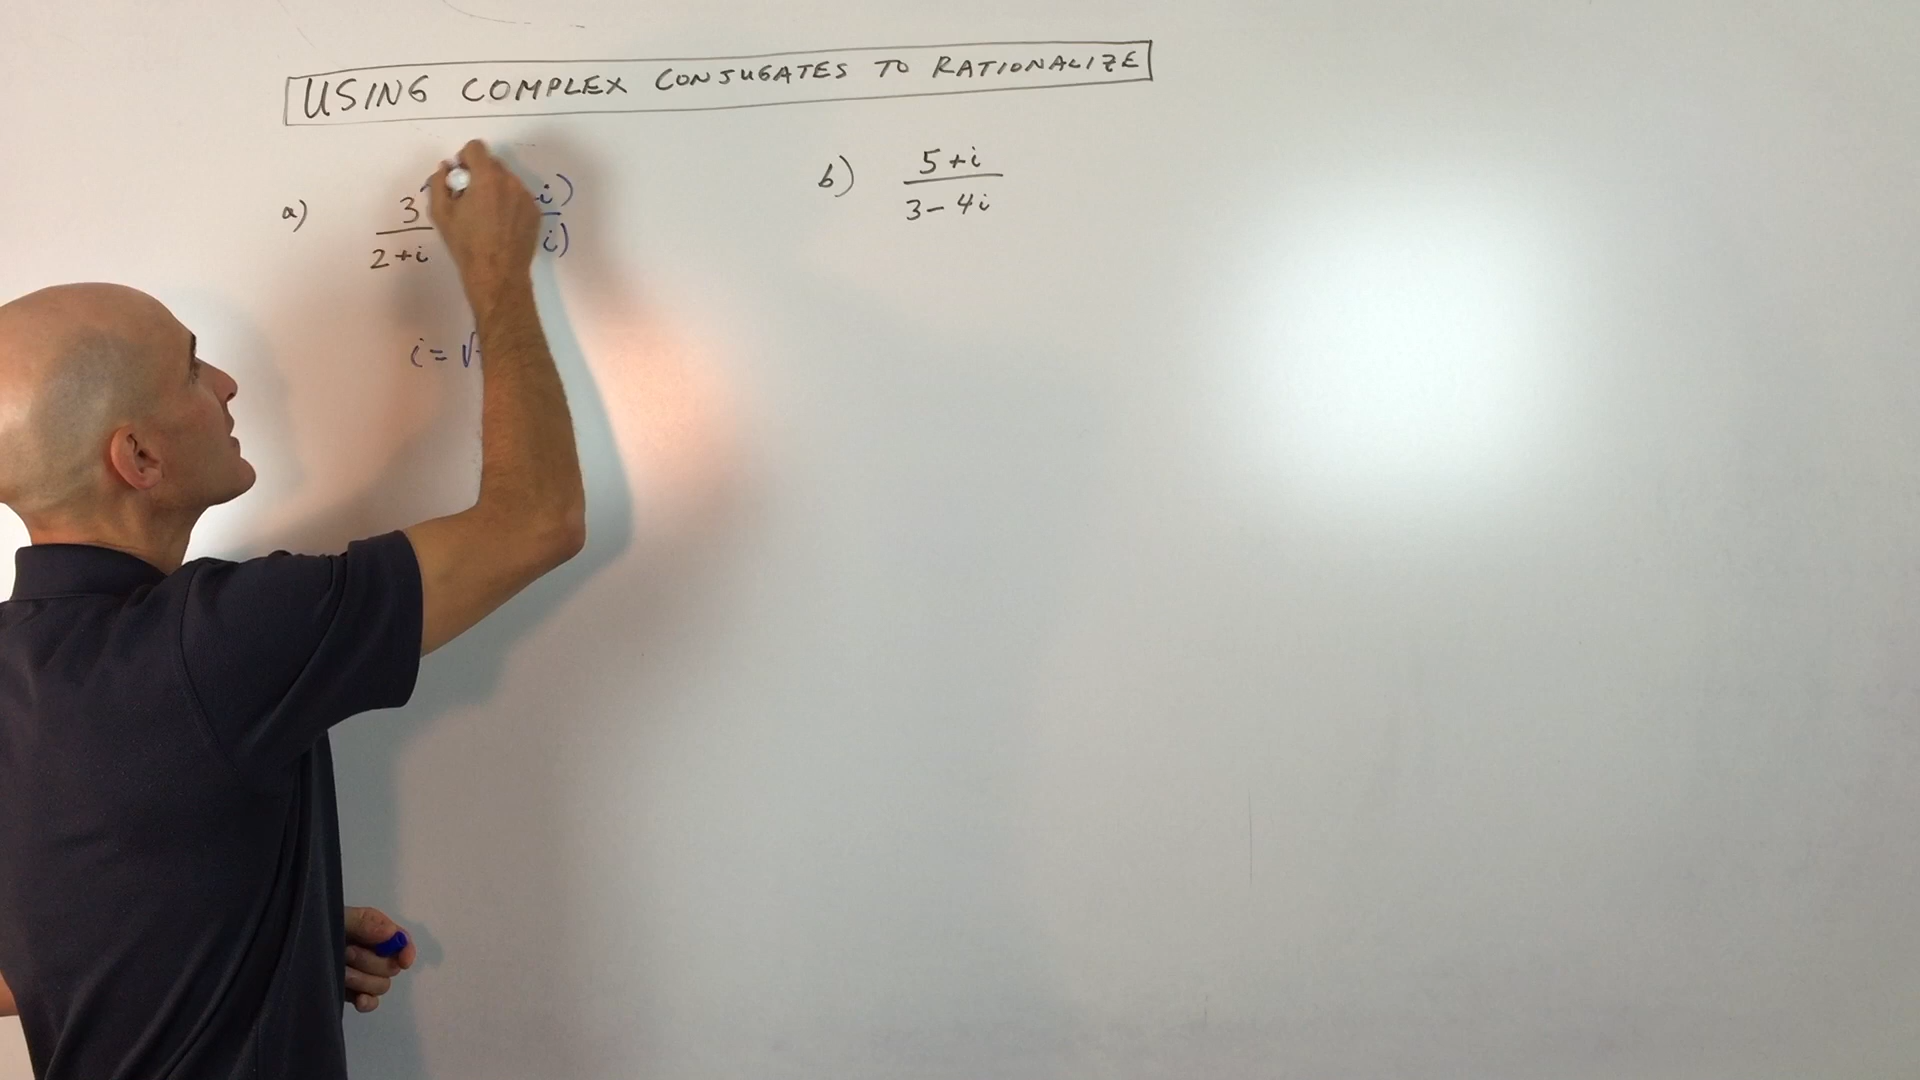 USING COMPLEX CONJUGATES TO RATIONALIZE
a) 3 i)
2+i i)
b) 5+i
3-4i
i=√